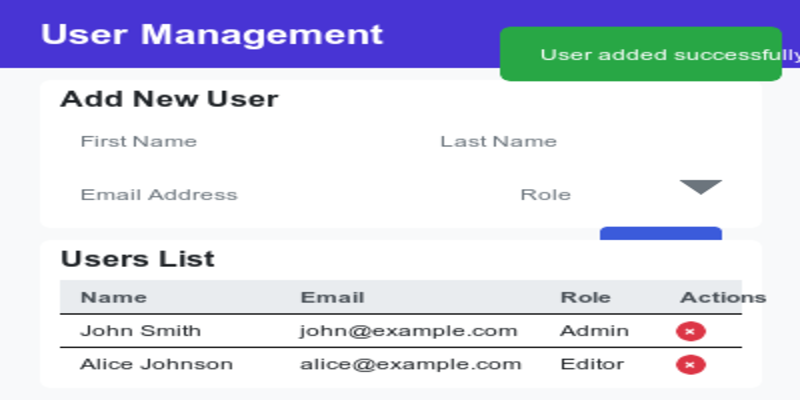 User Management
User added successfully
Add New User
First Name Last Name
Email Address Role
Users List
Name Email Role Actions
John Smith john@example.com Admin ×
Alice Johnson alice@example.com Editor ×